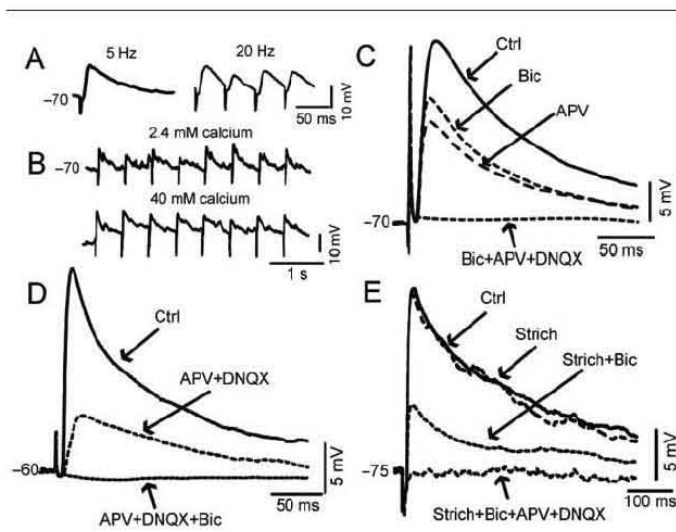 A
5 Hz
20 Hz
-70
50 ms
10 mV
B
2.4 mM calcium
-70
40 mM calcium
10 mV
1 s
C
Ctrl
Bic
APV
-70
5 mV
50 ms
Bic+APV+DNQX
D
Ctrl
APV+DNQX
-60
5 mV
50 ms
APV+DNQX+Bic
E
Ctrl
Strich
Strich+Bic
-75
5 mV
100 ms
Strich+Bic+APV+DNQX